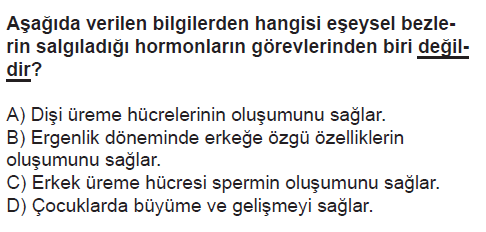 Aşağıda verilen bilgilerden hangisi eşeysel bezle-
rin salgıladığı hormonların görevlerinden biri değil-
dir?
A) Dişi üreme hücrelerinin oluşumunu sağlar.
B) Ergenlik döneminde erkeğe özgü özelliklerin
oluşumunu sağlar.
C) Erkek üreme hücresi spermin oluşumunu sağlar.
D) Çocuklarda büyüme ve gelişmeyi sağlar.